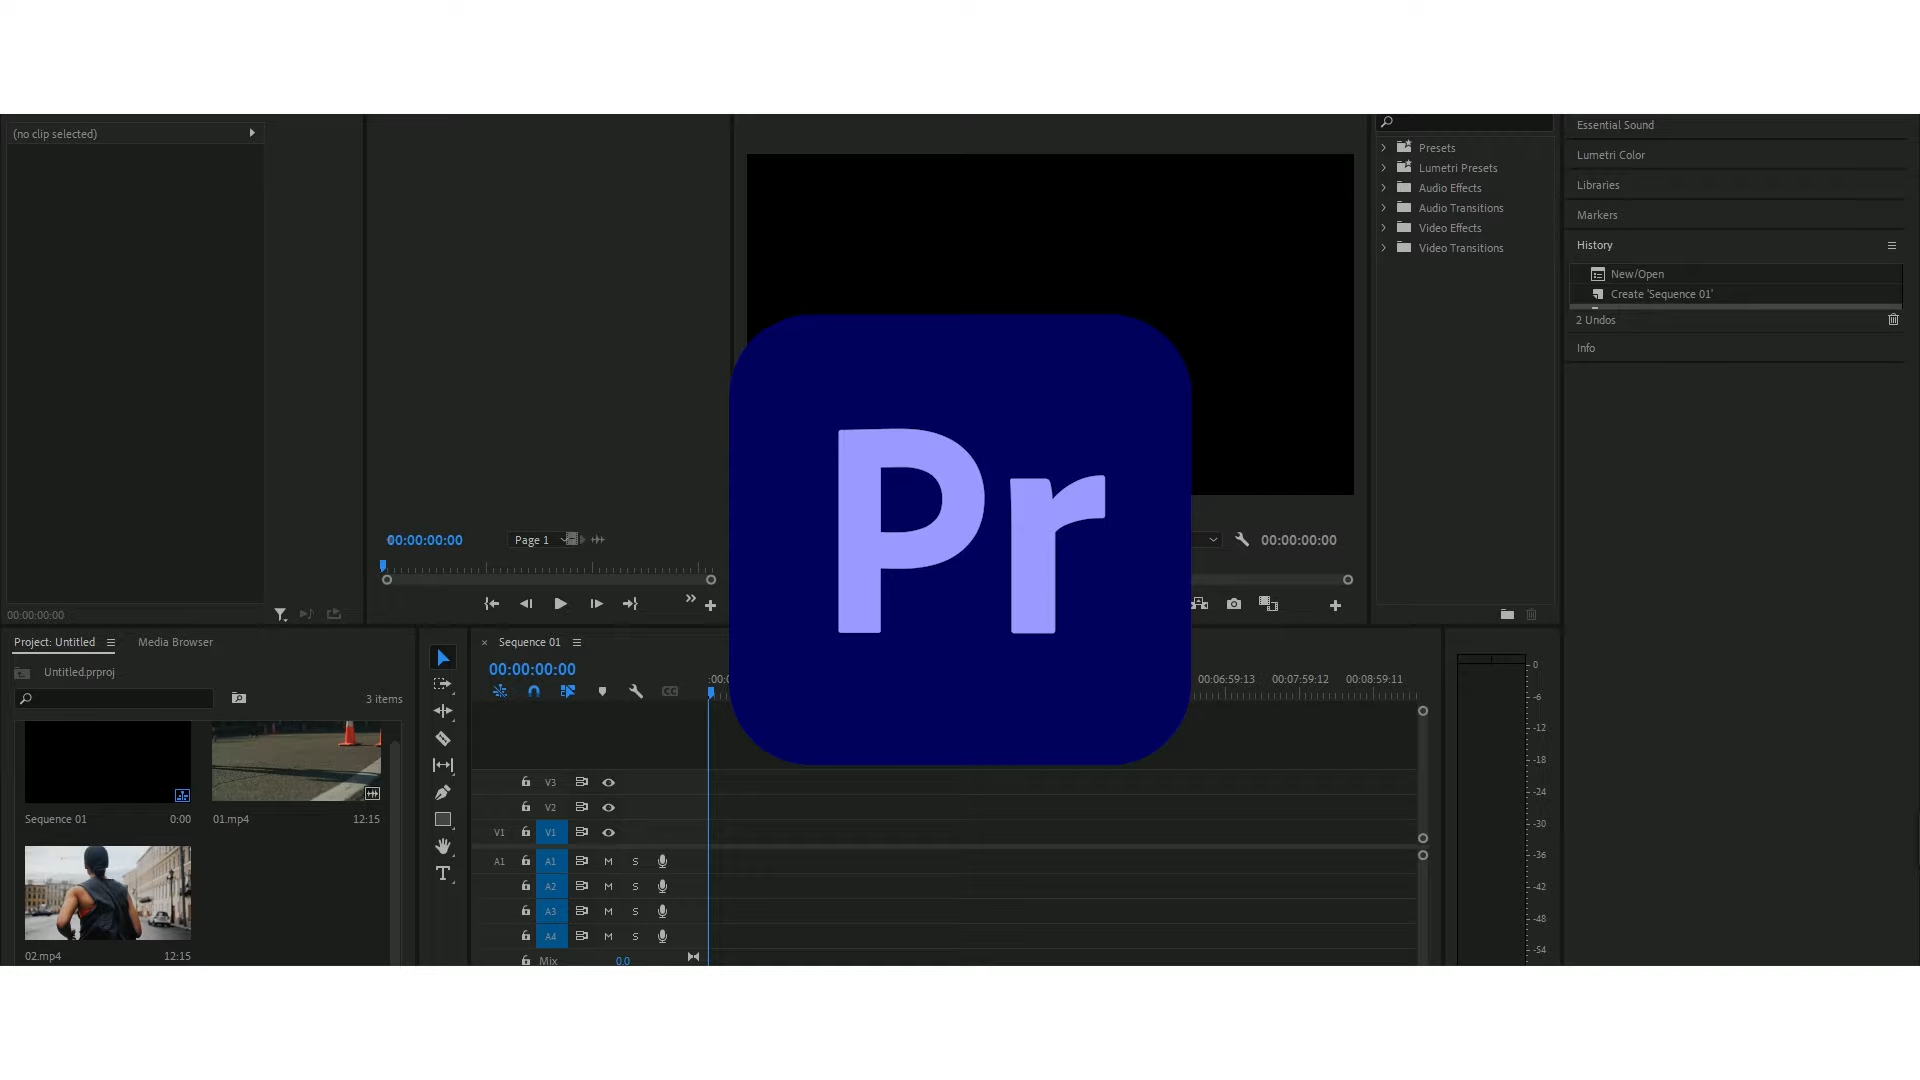 (no clip selected)
00:00:00:00
00:00:00:00
Page 1
00:00:00:00
Presets
Lumetri Presets
Audio Effects
Audio Transitions
Video Effects
Video Transitions
Essential Sound
Lumetri Color
Libraries
Markers
History
New/Open
Create 'Sequence 01'
2 Undos
Info
Pr
Project: Untitled
Media Browser
Untitled.prproj
3 items
Sequence 01
0:00
01.mp4
12:15
02.mp4
12:15
T
× Sequence 01
00:00:00:00
CC
:00:0
00:06:59:13
00:07:59:12
00:08:59:11
V3
V2
V1 V1
A1 A1 M S
A2 M S
A3 M S
A4 M S
Mix 0.0
0
-6
-12
-18
-24
-30
-36
-42
-48
-54